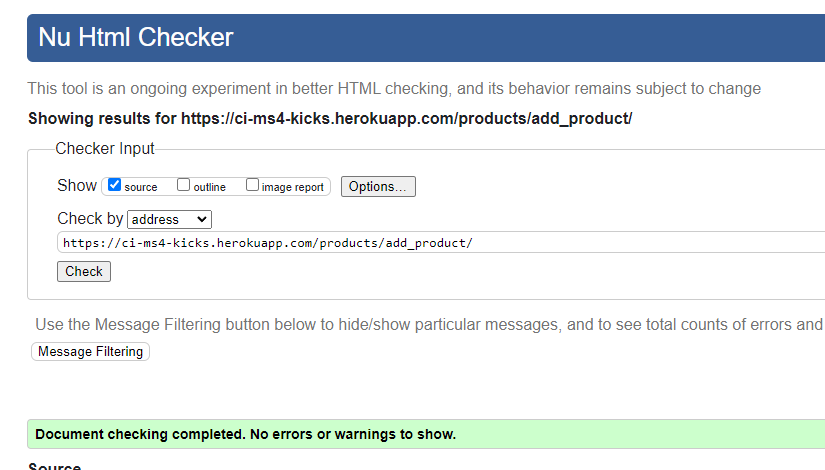 Nu Html Checker
This tool is an ongoing experiment in better HTML checking, and its behavior remains subject to change
Showing results for https://ci-ms4-kicks.herokuapp.com/products/add_product/
Checker Input
Show source outline image report Options...
Check by address
https://ci-ms4-kicks.herokuapp.com/products/add_product/
Check
Use the Message Filtering button below to hide/show particular messages, and to see total counts of errors and
Message Filtering
Document checking completed. No errors or warnings to show.
Source